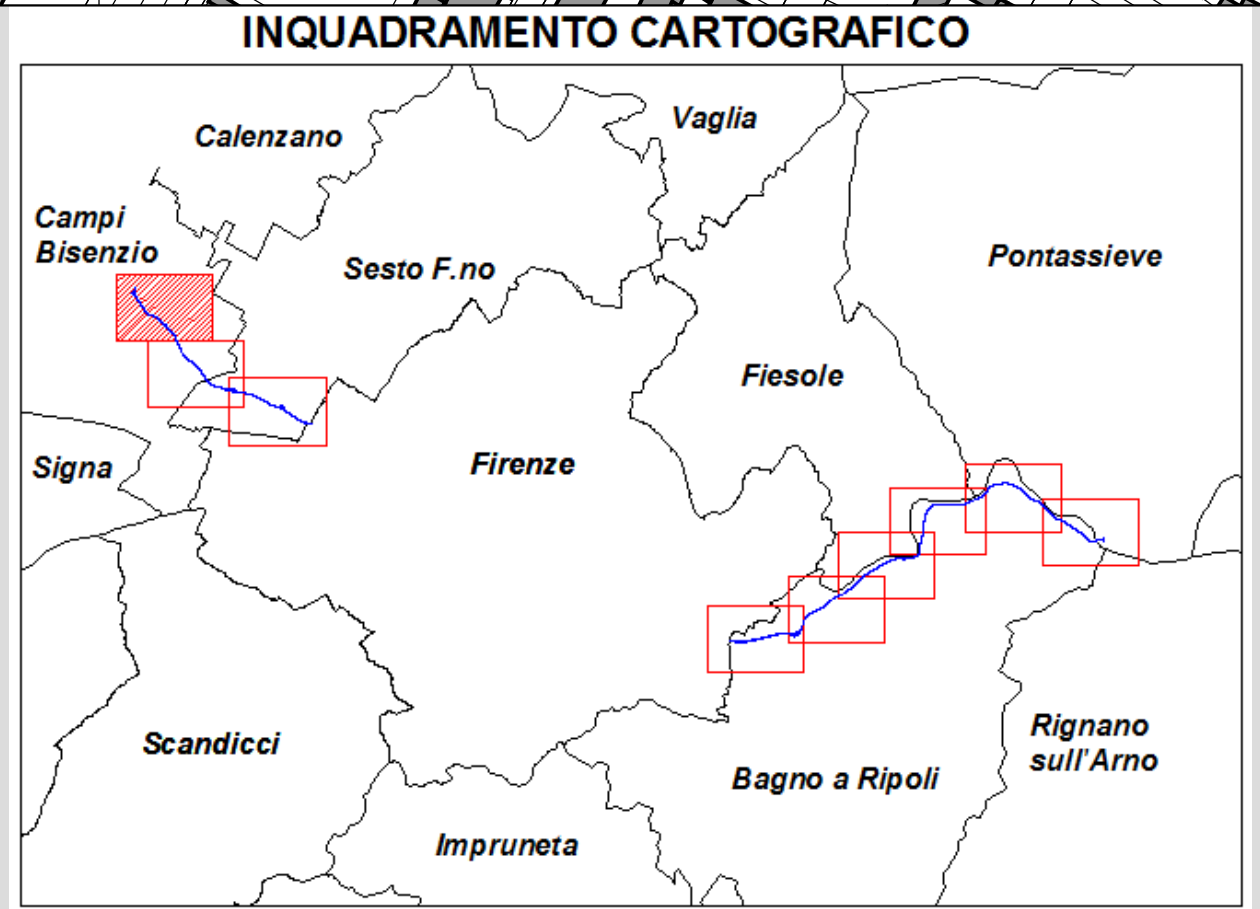 INQUADRAMENTO CARTOGRAFICO
Vaglia
Calenzano
Campi
Bisenzio
Sesto F.no
Pontassieve
Fiesole
Signa
Firenze
Scandicci
Rignano
sull'Arno
Bagno a Ripoli
Impruneta